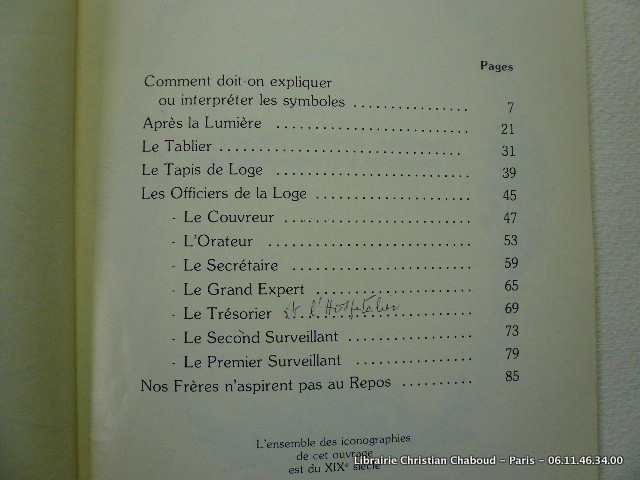 Pages
Comment doit-on expliquer
ou interpréter les symboles ................ 7
Après la Lumière .......................... 21
Le Tablier ................................. 31
Le Tapis de Loge .......................... 39
Les Officiers de la Loge .................... 45
- Le Couvreur ......................... 47
- L'Orateur ........................... 53
- Le Secrétaire ........................ 59
- Le Grand Expert ..................... 65
- Le Trésorier et l'Hospitalier ......................... 69
- Le Second Surveillant ................. 73
- Le Premier Surveillant ................ 79
Nos Frères n'aspirent pas au Repos .......... 85
L'ensemble des iconographies
de cet ouvrage
est du XIXe siècle
Librairie Christian Chaboud - Paris - 06.11.46.34.00